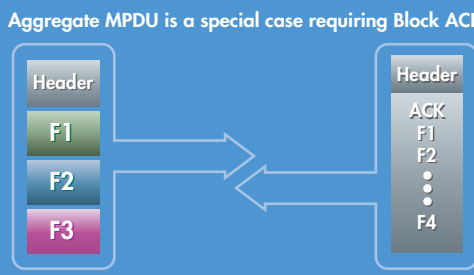 Aggregate MPDU is a special case requiring Block ACK
Header
F1
F2
F3
Header
ACK
F1
F2
F4